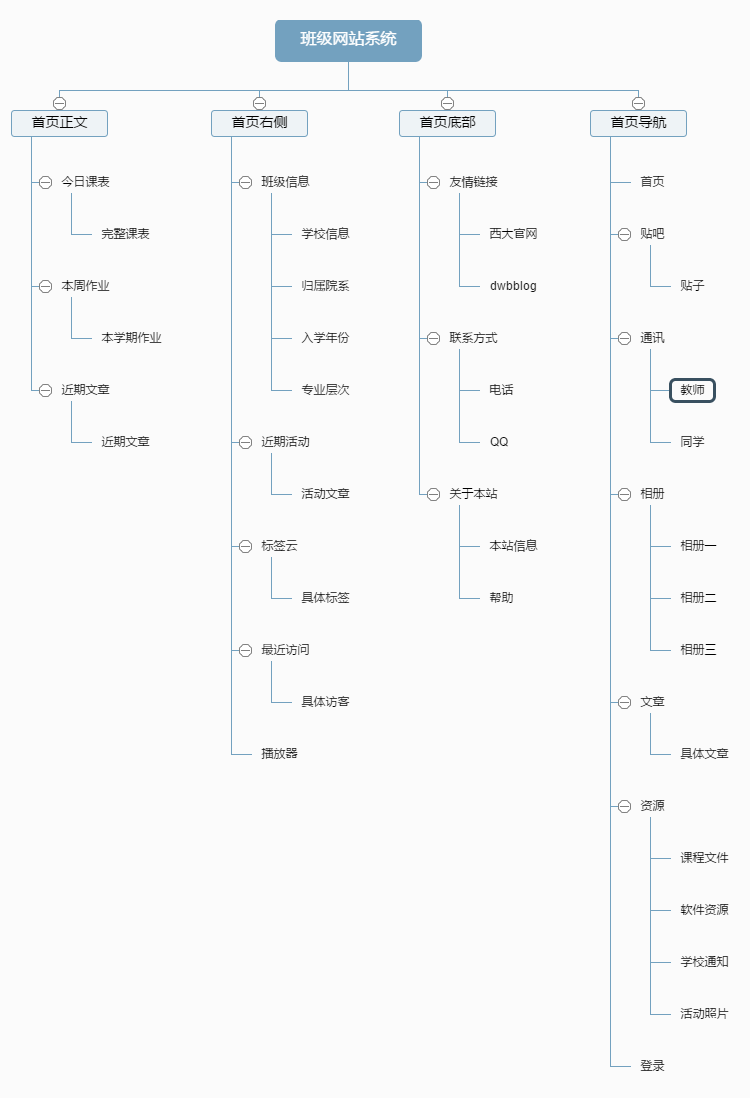 班级网站系统
首页正文
今日课表
完整课表
本周作业
本学期作业
近期文章
近期文章
首页右侧
班级信息
学校信息
归属院系
入学年份
专业层次
近期活动
活动文章
标签云
具体标签
最近访问
具体访客
播放器
首页底部
友情链接
西大官网
dwbblog
联系方式
电话
QQ
关于本站
本站信息
帮助
首页导航
首页
贴吧
贴子
通讯
教师
同学
相册
相册一
相册二
相册三
文章
具体文章
资源
课程文件
软件资源
学校通知
活动照片
登录